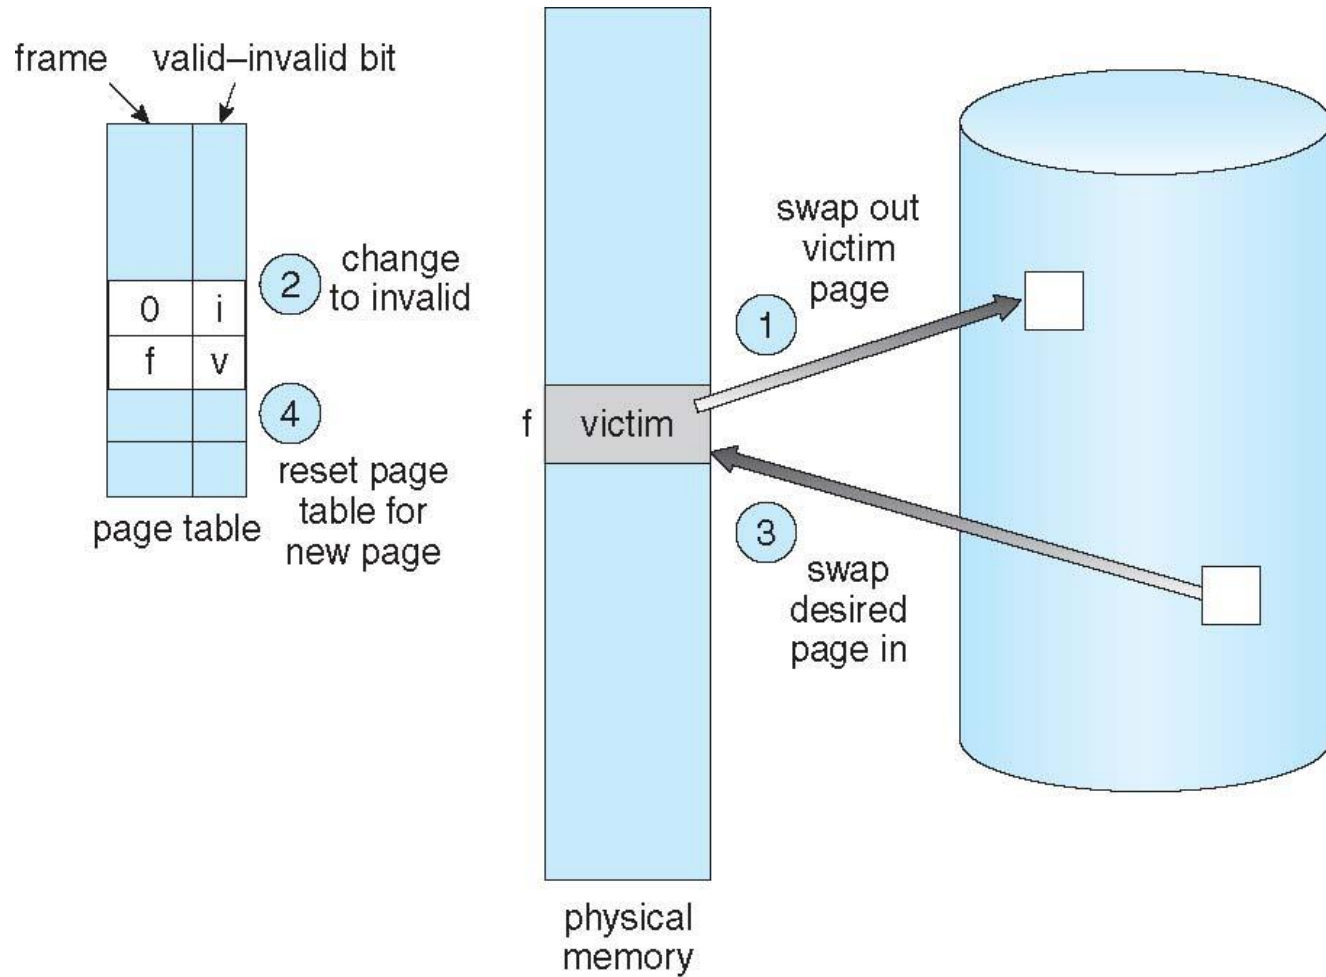 frame
valid–invalid bit
0
i
f
v
2
change
to invalid
4
reset page
table for
new page
page table
f
victim
physical
memory
swap out
victim
page
1
3
swap
desired
page in